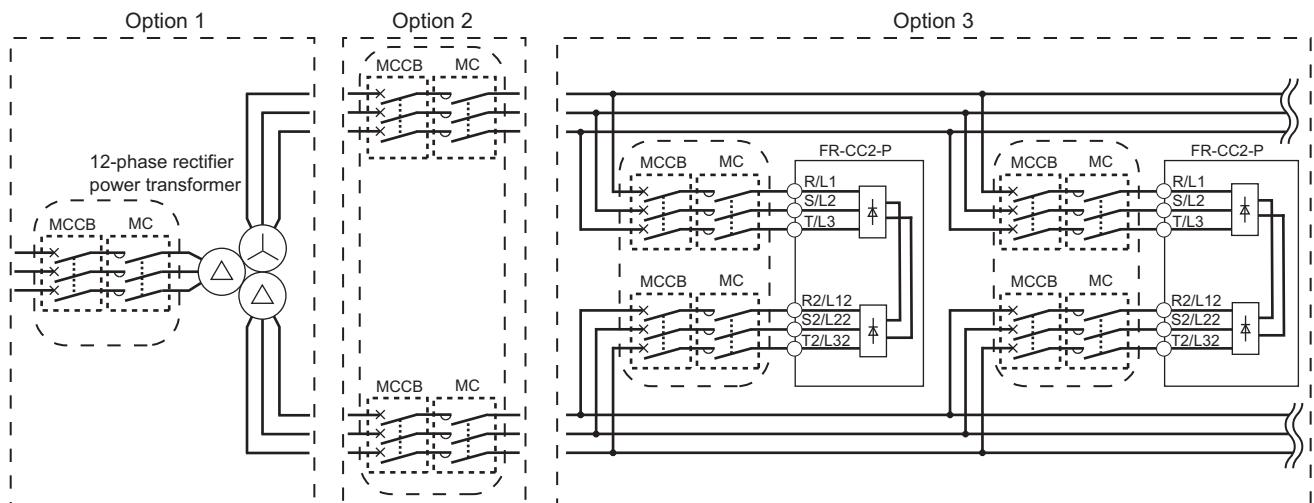 Option 1
Option 2
Option 3
12-phase rectifier
power transformer
MCCB MC
MCCB MC
MCCB MC
MCCB MC
FR-CC2-P
R/L1
S/L2
T/L3
MCCB MC
R2/L12
S2/L22
T2/L32
MCCB MC
FR-CC2-P
R/L1
S/L2
T/L3
MCCB MC
R2/L12
S2/L22
T2/L32